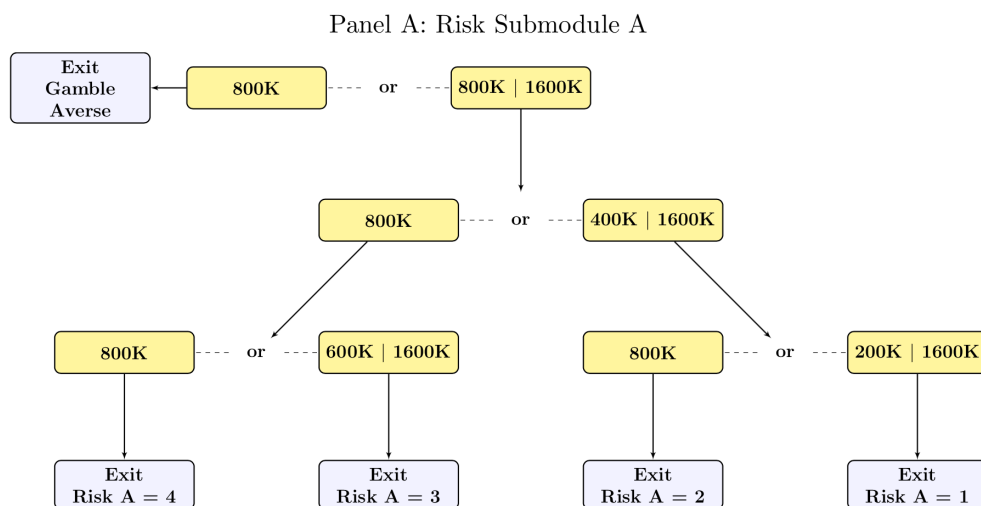 Panel A: Risk Submodule A
Exit
Gamble
Averse
800K
or
800K | 1600K
800K
or
400K | 1600K
800K
or
600K | 1600K
800K
or
200K | 1600K
Exit
Risk A = 4
Exit
Risk A = 3
Exit
Risk A = 2
Exit
Risk A = 1